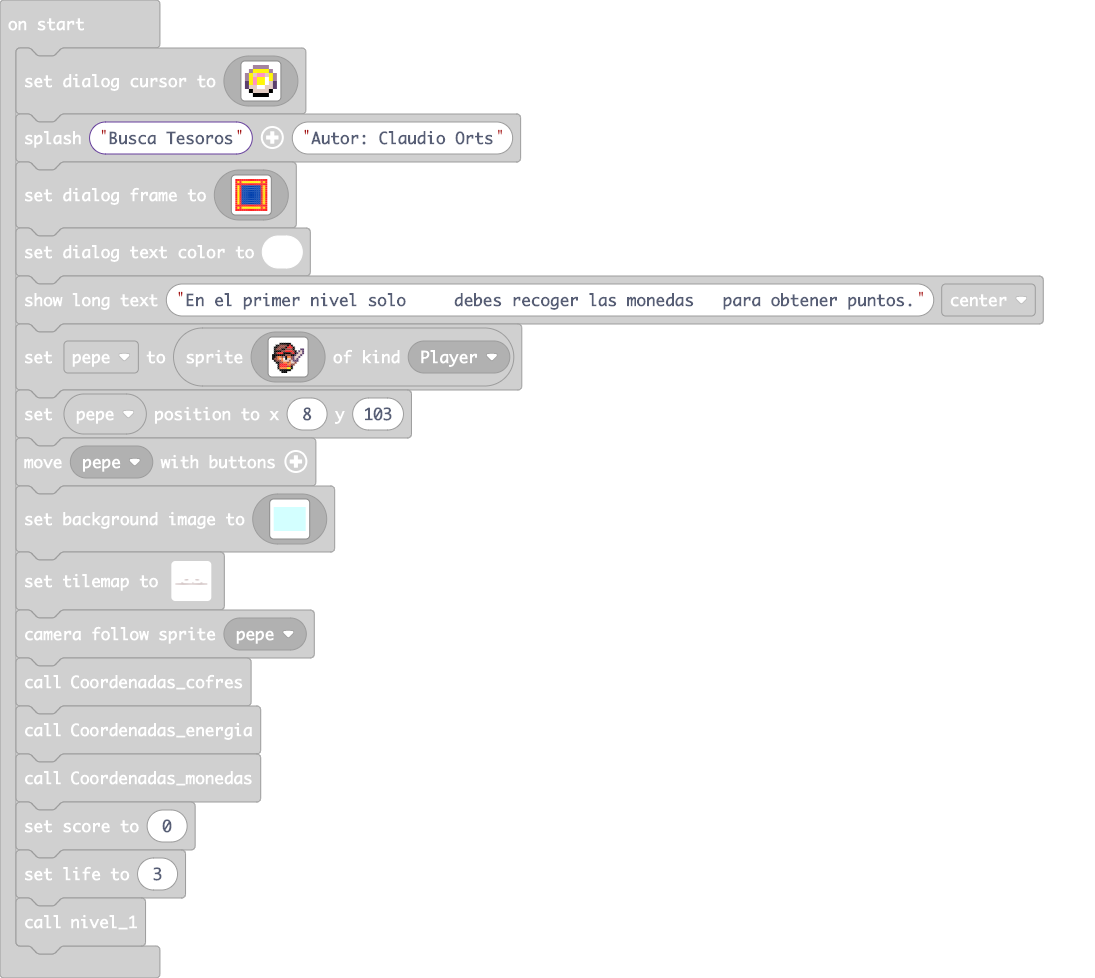 on start
set dialog cursor to
splash "Busca Tesoros" "Autor: Claudio Orts"
set dialog frame to
set dialog text color to
show long text "En el primer nivel solo     debes recoger las monedas   para obtener puntos." center
set pepe to sprite of kind Player
set pepe position to x 8 y 103
move pepe with buttons
set background image to
set tilemap to
camera follow sprite pepe
call Coordenadas_cofres
call Coordenadas_energia
call Coordenadas_monedas
set score to 0
set life to 3
call nivel_1